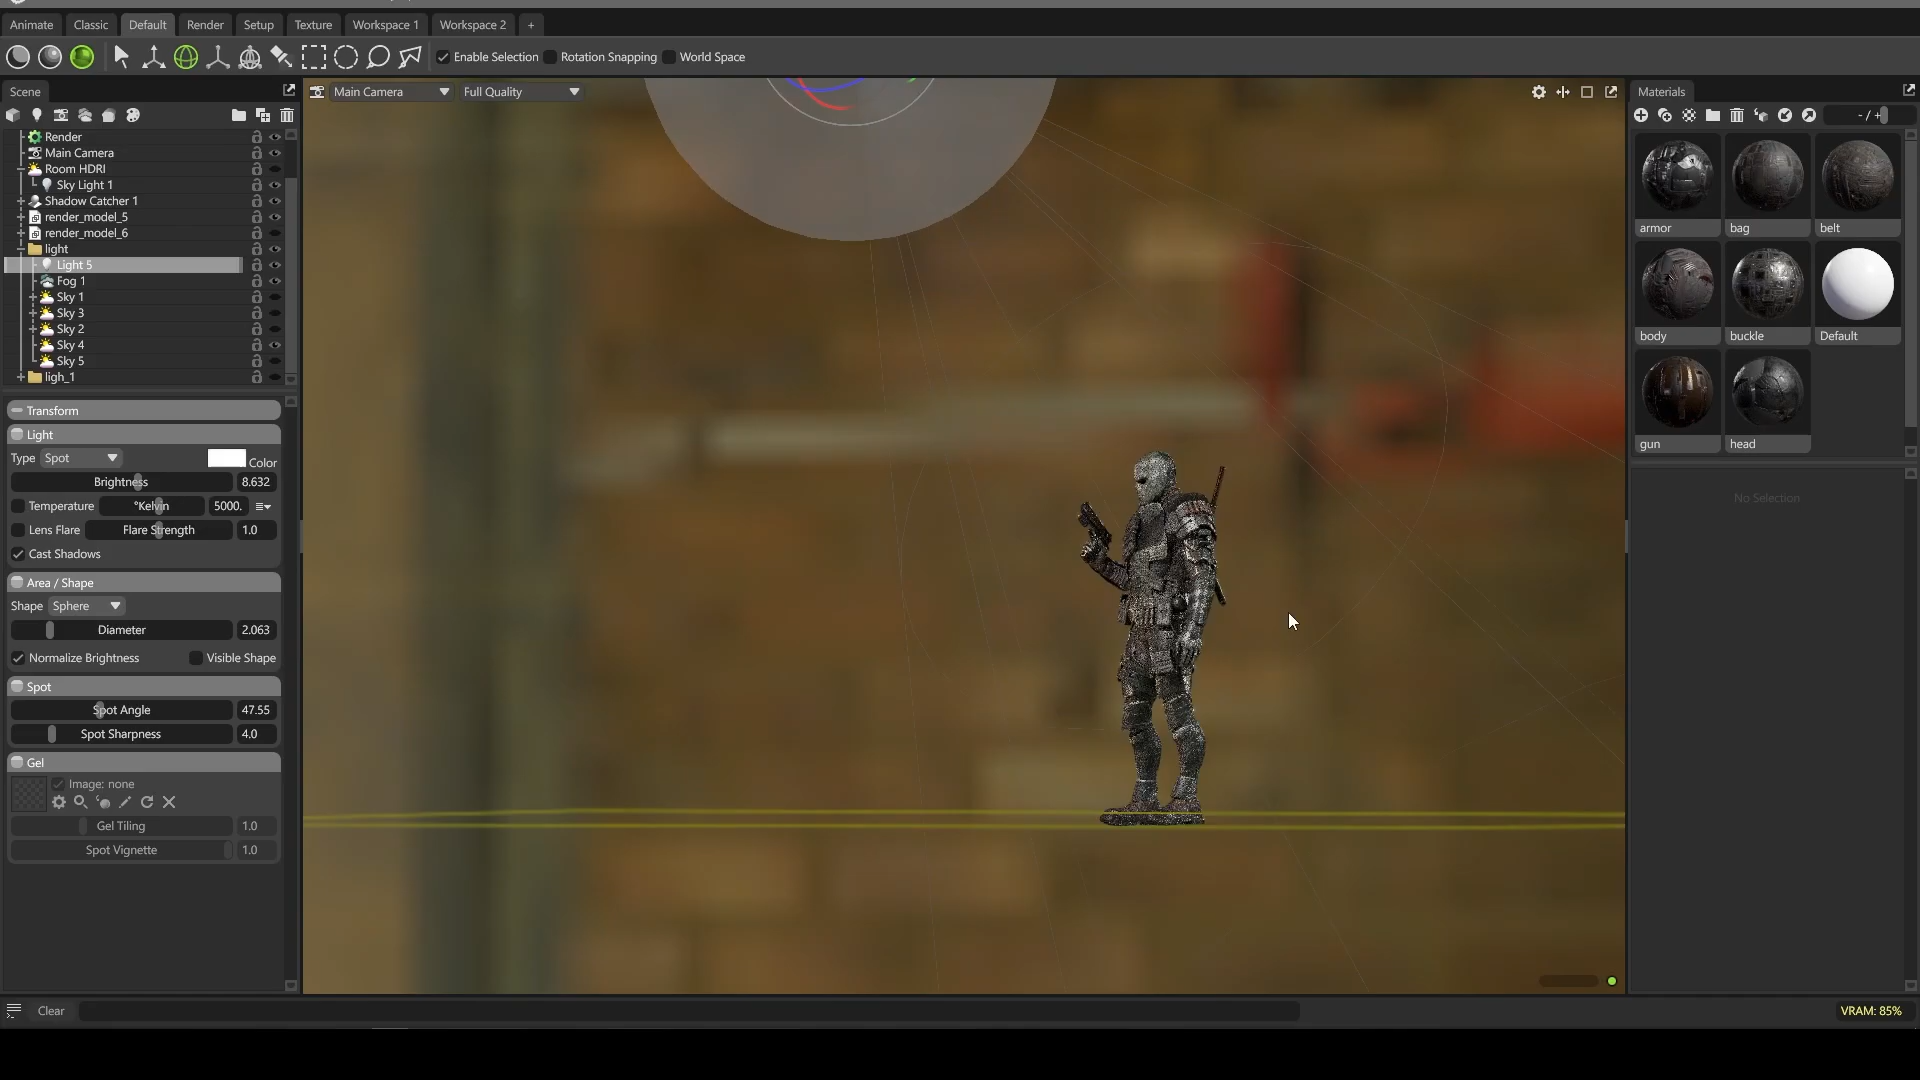 Animate Classic Default Render Setup Texture Workspace 1 Workspace 2 +
Enable Selection Rotation Snapping World Space
Scene
Main Camera Full Quality
Materials
- / +
Render
Main Camera
Room HDRI
Sky Light 1
Shadow Catcher 1
render_model_5
render_model_6
light
Light 5
Fog 1
Sky 1
Sky 3
Sky 2
Sky 4
Sky 5
ligh_1
Transform
Light
Type Spot Color
Brightness 8.632
Temperature °Kelvin 5000.
Lens Flare Flare Strength 1.0
Cast Shadows
Area / Shape
Shape Sphere
Diameter 2.063
Normalize Brightness Visible Shape
Spot
Spot Angle 47.55
Spot Sharpness 4.0
Gel
Image: none
Gel Tiling 1.0
Spot Vignette 1.0
armor bag belt
body buckle Default
gun head
No Selection
Clear
VRAM: 85%